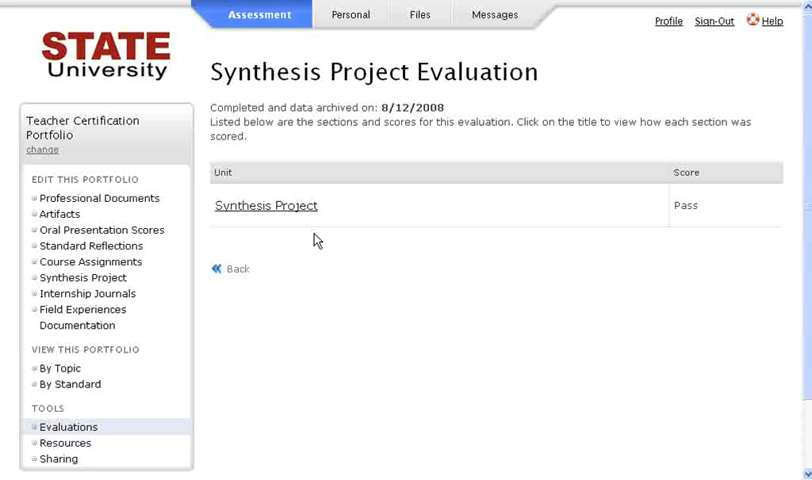 Assessment
Personal
Files
Messages
Profile
Sign-Out
Help
STATE
University
Teacher Certification
Portfolio
change
EDIT THIS PORTFOLIO
Professional Documents
Artifacts
Oral Presentation Scores
Standard Reflections
Course Assignments
Synthesis Project
Internship Journals
Field Experiences
Documentation
VIEW THIS PORTFOLIO
By Topic
By Standard
TOOLS
Evaluations
Resources
Sharing
Synthesis Project Evaluation
Completed and data archived on: 8/12/2008
Listed below are the sections and scores for this evaluation. Click on the title to view how each section was
scored.
Unit
Score
Synthesis Project
Pass
Back